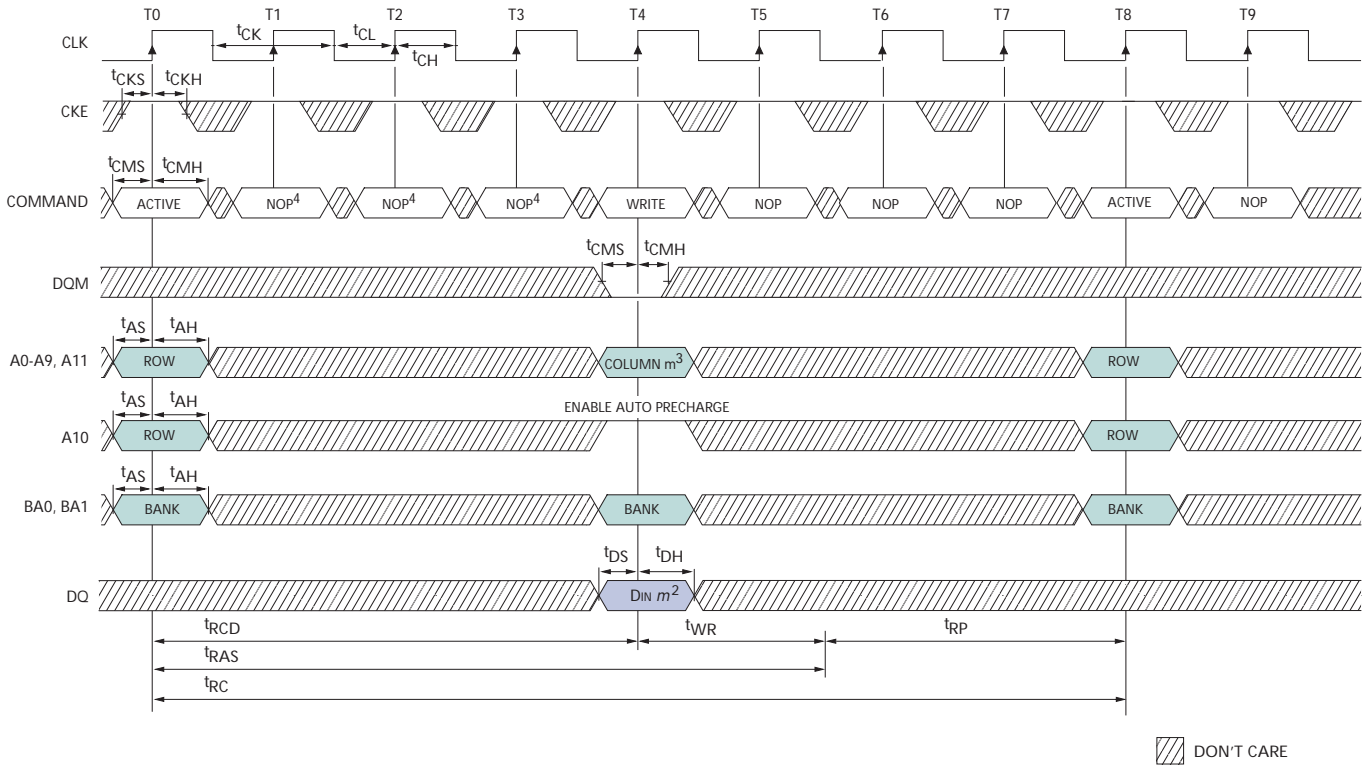 T0 T1 T2 T3 T4 T5 T6 T7 T8 T9
CLK
tCK tCL
tCH
tCKS tCKH
CKE
tCMS tCMH
COMMAND ACTIVE NOP4 NOP4 NOP4 WRITE NOP NOP NOP ACTIVE NOP
tCMS tCMH
DQM
tAS tAH
A0-A9, A11 ROW COLUMN m3 ROW
ENABLE AUTO PRECHARGE
tAS tAH
A10 ROW ROW
tAS tAH
BA0, BA1 BANK BANK BANK
tDS tDH
DQ DIN m2
tRCD tWR tRP
tRAS
tRC
DON'T CARE